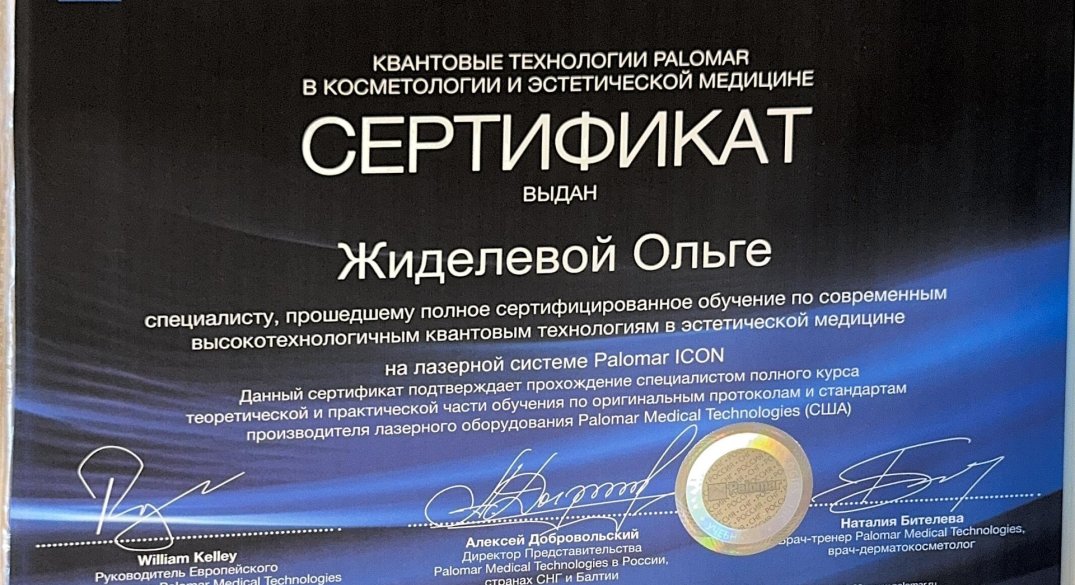 КВАНТОВЫЕ ТЕХНОЛОГИИ PALOMAR
В КОСМЕТОЛОГИИ И ЭСТЕТИЧЕСКОЙ МЕДИЦИНЕ
СЕРТИФИКАТ
ВЫДАН
Жиделевой Ольге
специалисту, прошедшему полное сертифицированное обучение по современным
высокотехнологичным квантовым технологиям в эстетической медицине
на лазерной системе Palomar ICON
Данный сертификат подтверждает прохождение специалистом полного курса
теоретической и практической части обучения по оригинальным протоколам и стандартам
производителя лазерного оборудования Palomar Medical Technologies (США)
Palomar
William Kelley
Руководитель Европейского
Palomar Medical Technologies
Алексей Добровольский
Директор Представительства
Palomar Medical Technologies в России,
странах СНГ и Балтии
Наталия Бителева
Врач-тренер Palomar Medical Technologies,
врач-дерматокосметолог